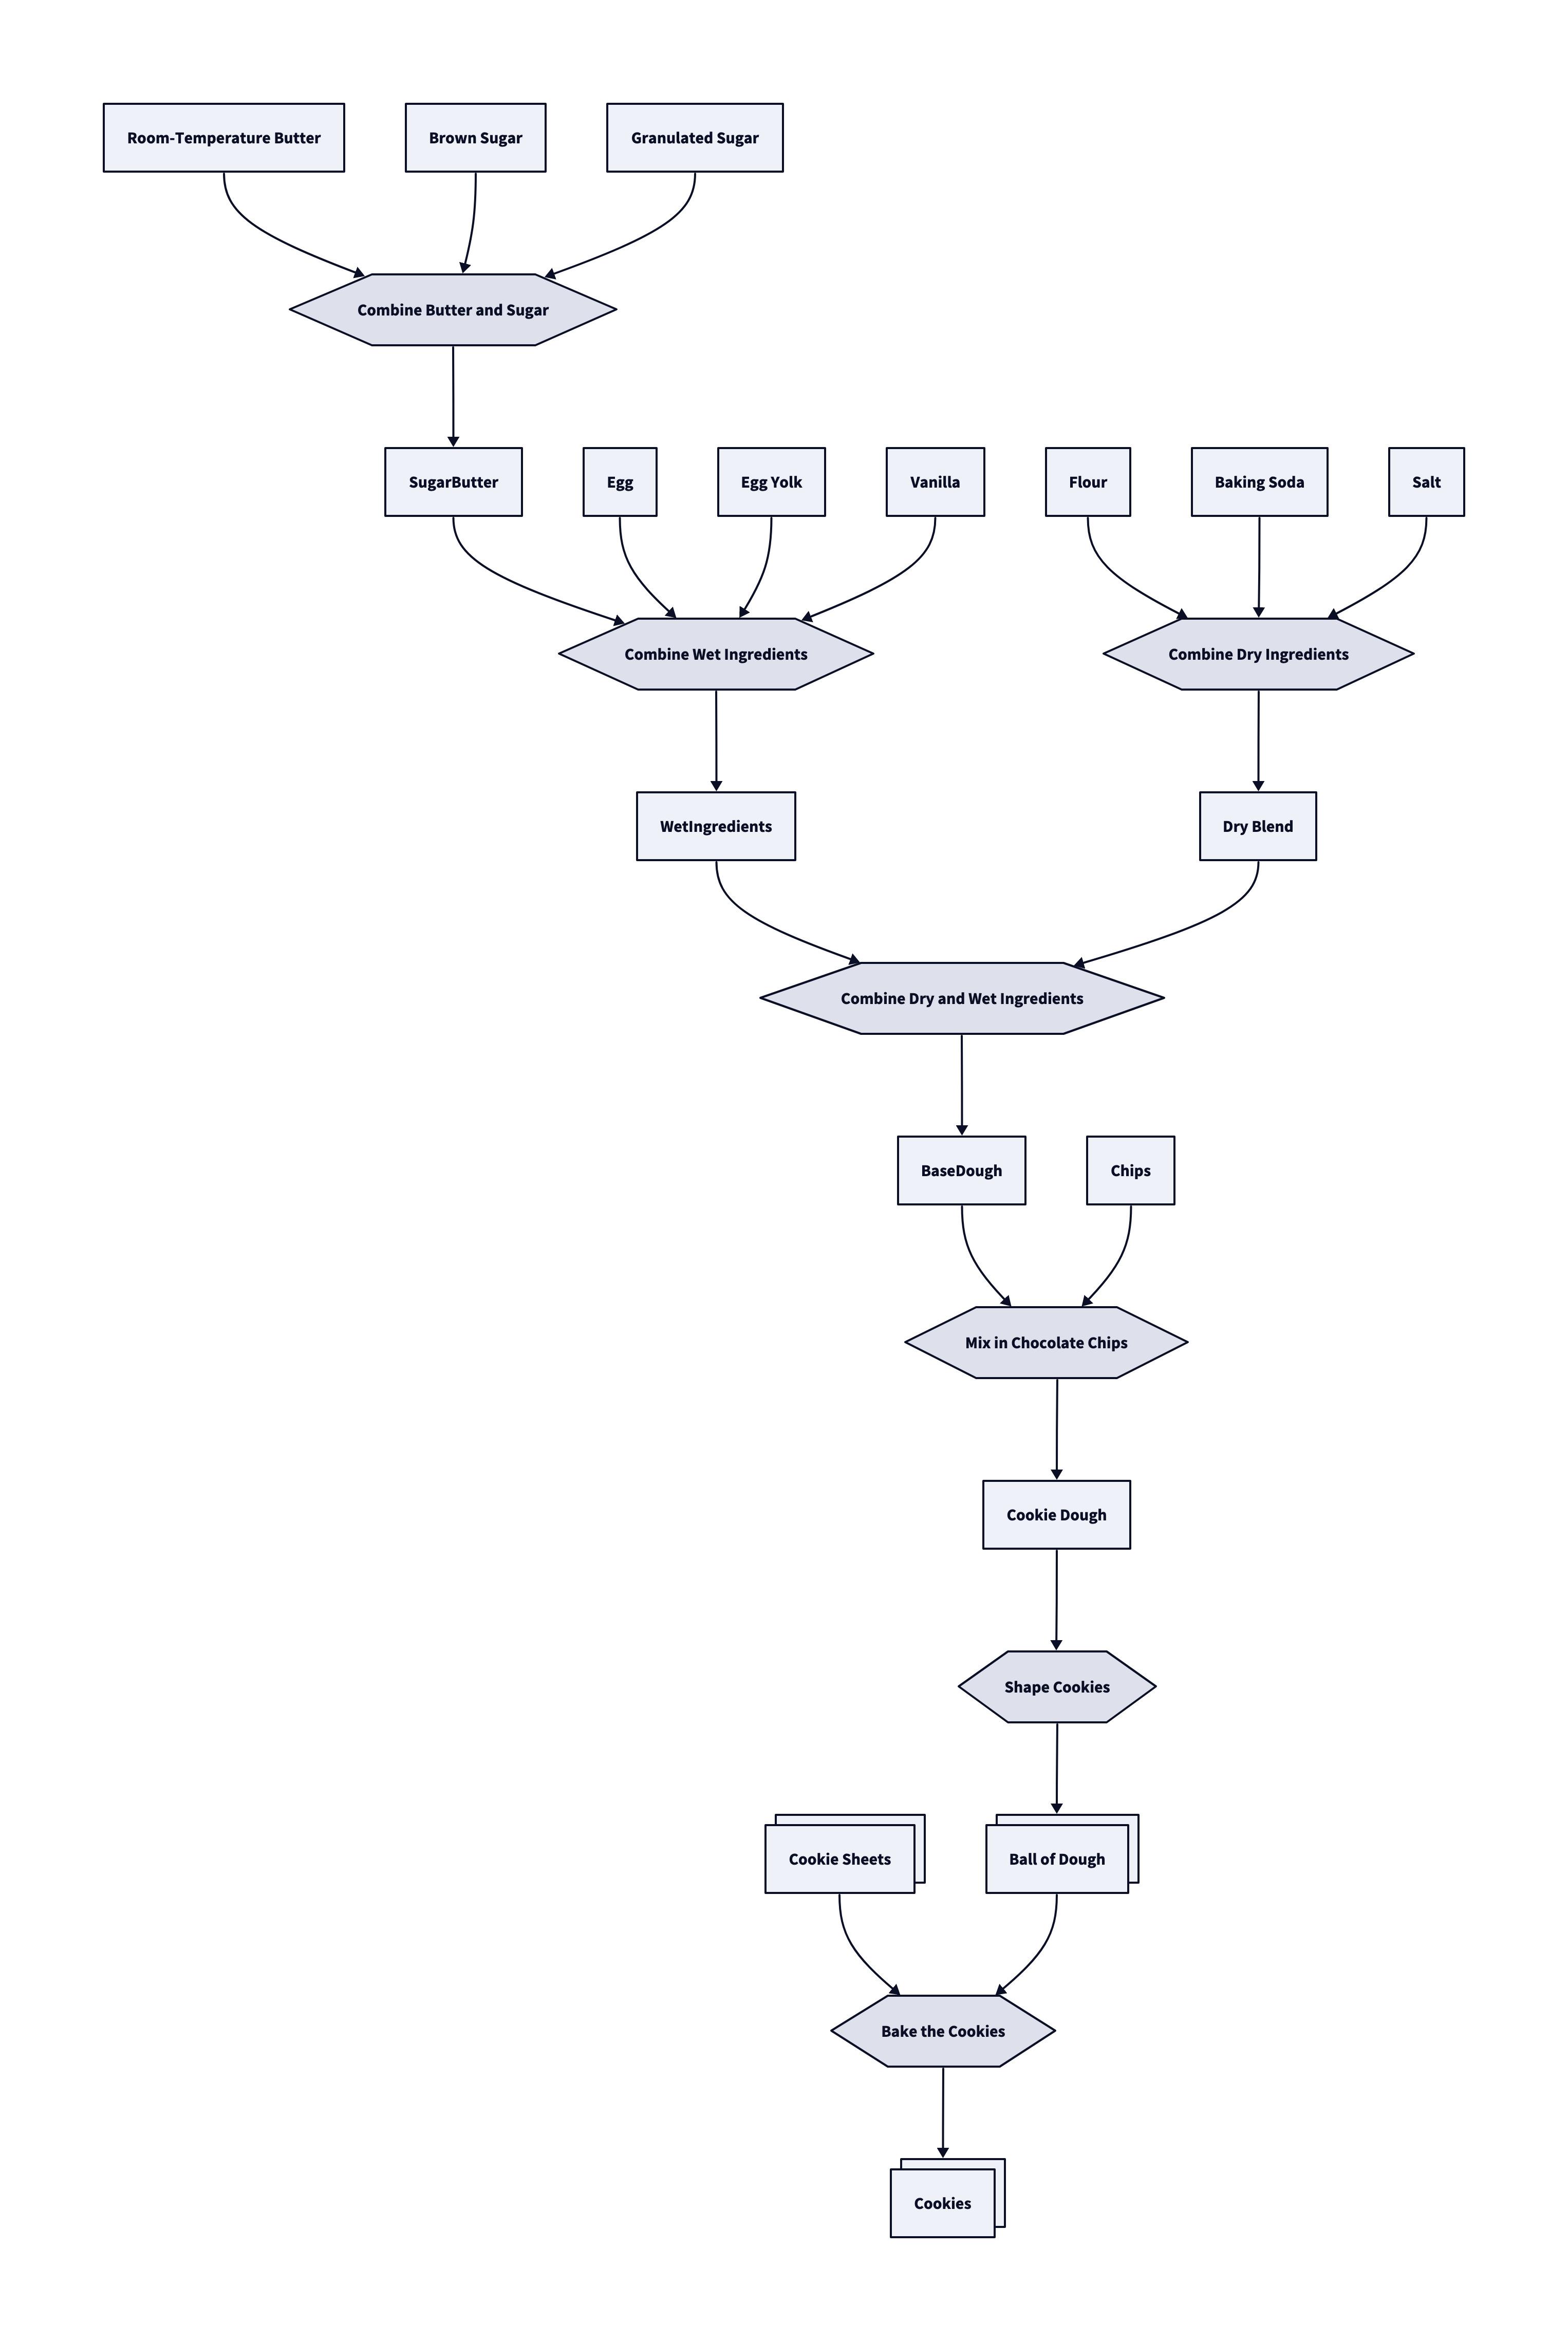 Room-Temperature Butter
Brown Sugar
Granulated Sugar
Combine Butter and Sugar
SugarButter
Egg
Egg Yolk
Vanilla
Flour
Baking Soda
Salt
Combine Wet Ingredients
Combine Dry Ingredients
WetIngredients
Dry Blend
Combine Dry and Wet Ingredients
BaseDough
Chips
Mix in Chocolate Chips
Cookie Dough
Shape Cookies
Cookie Sheets
Ball of Dough
Bake the Cookies
Cookies